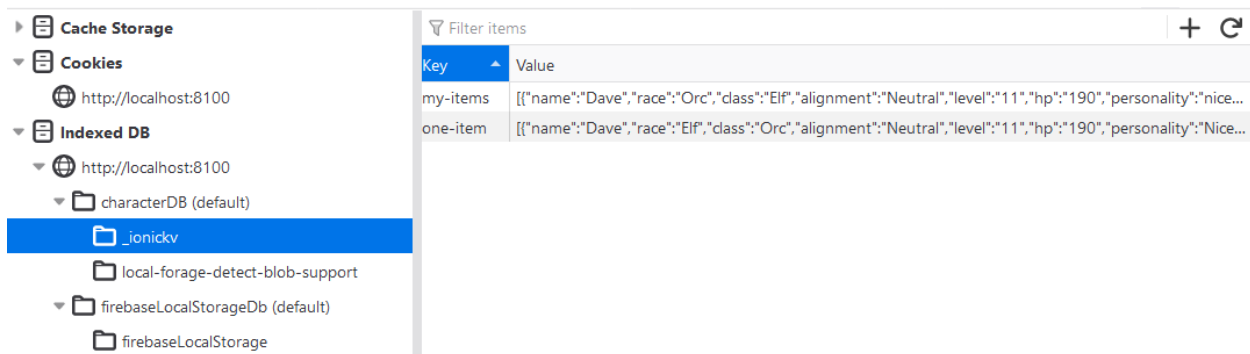 Cache Storage
Cookies
http://localhost:8100
Indexed DB
http://localhost:8100
characterDB (default)
_ionickv
local-forage-detect-blob-support
firebaseLocalStorageDb (default)
firebaseLocalStorage
Filter items
Key Value
my-items [{"name":"Dave","race":"Orc","class":"Elf","alignment":"Neutral","level":"11","hp":"190","personality":"nice...
one-item [{"name":"Dave","race":"Elf","class":"Orc","alignment":"Neutral","level":"11","hp":"190","personality":"Nice...